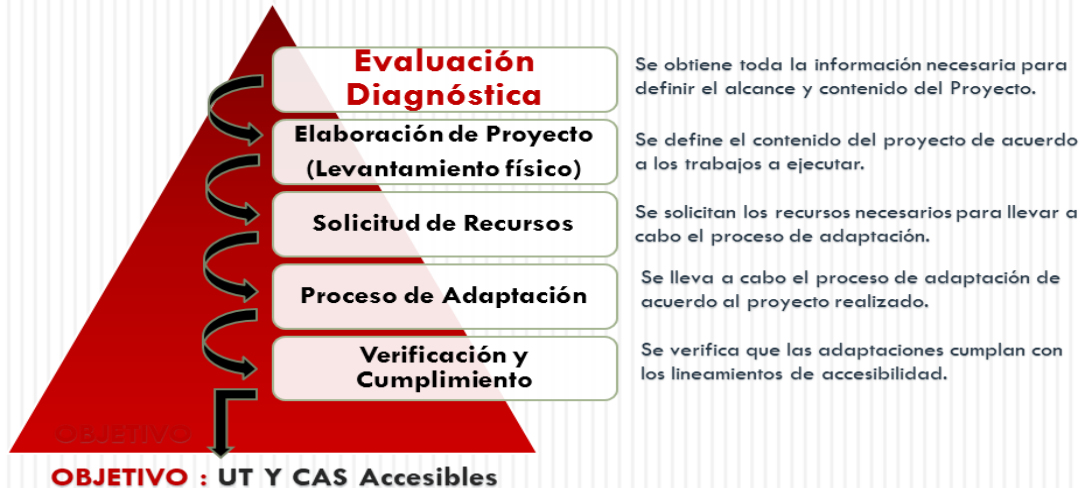 Evaluación
Diagnóstica
Se obtiene toda la información necesaria para
definir el alcance y contenido del Proyecto.
Elaboración de Proyecto
(Levantamiento físico)
Se define el contenido del proyecto de acuerdo
a los trabajos a ejecutar.
Solicitud de Recursos
Se solicitan los recursos necesarios para llevar a
cabo el proceso de adaptación.
Proceso de Adaptación
Se lleva a cabo el proceso de adaptación de
acuerdo al proyecto realizado.
Verificación y
Cumplimiento
Se verifica que las adaptaciones cumplan con
los lineamientos de accesibilidad.
OBJETIVO
OBJETIVO : UT Y CAS Accesibles